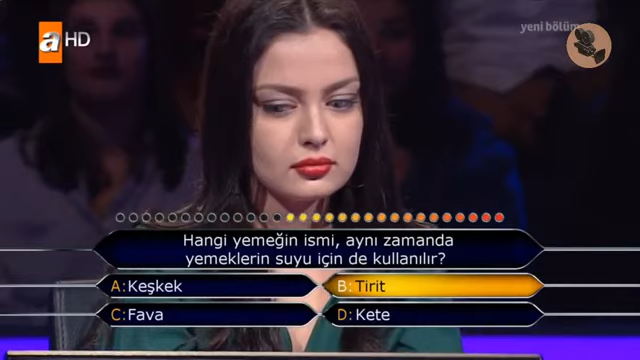 a HD
yeni bölüm
Hangi yemeğin ismi, aynı zamanda
yemeklerin suyu için de kullanılır?
A: Keşkek
B: Tirit
C: Fava
D: Kete